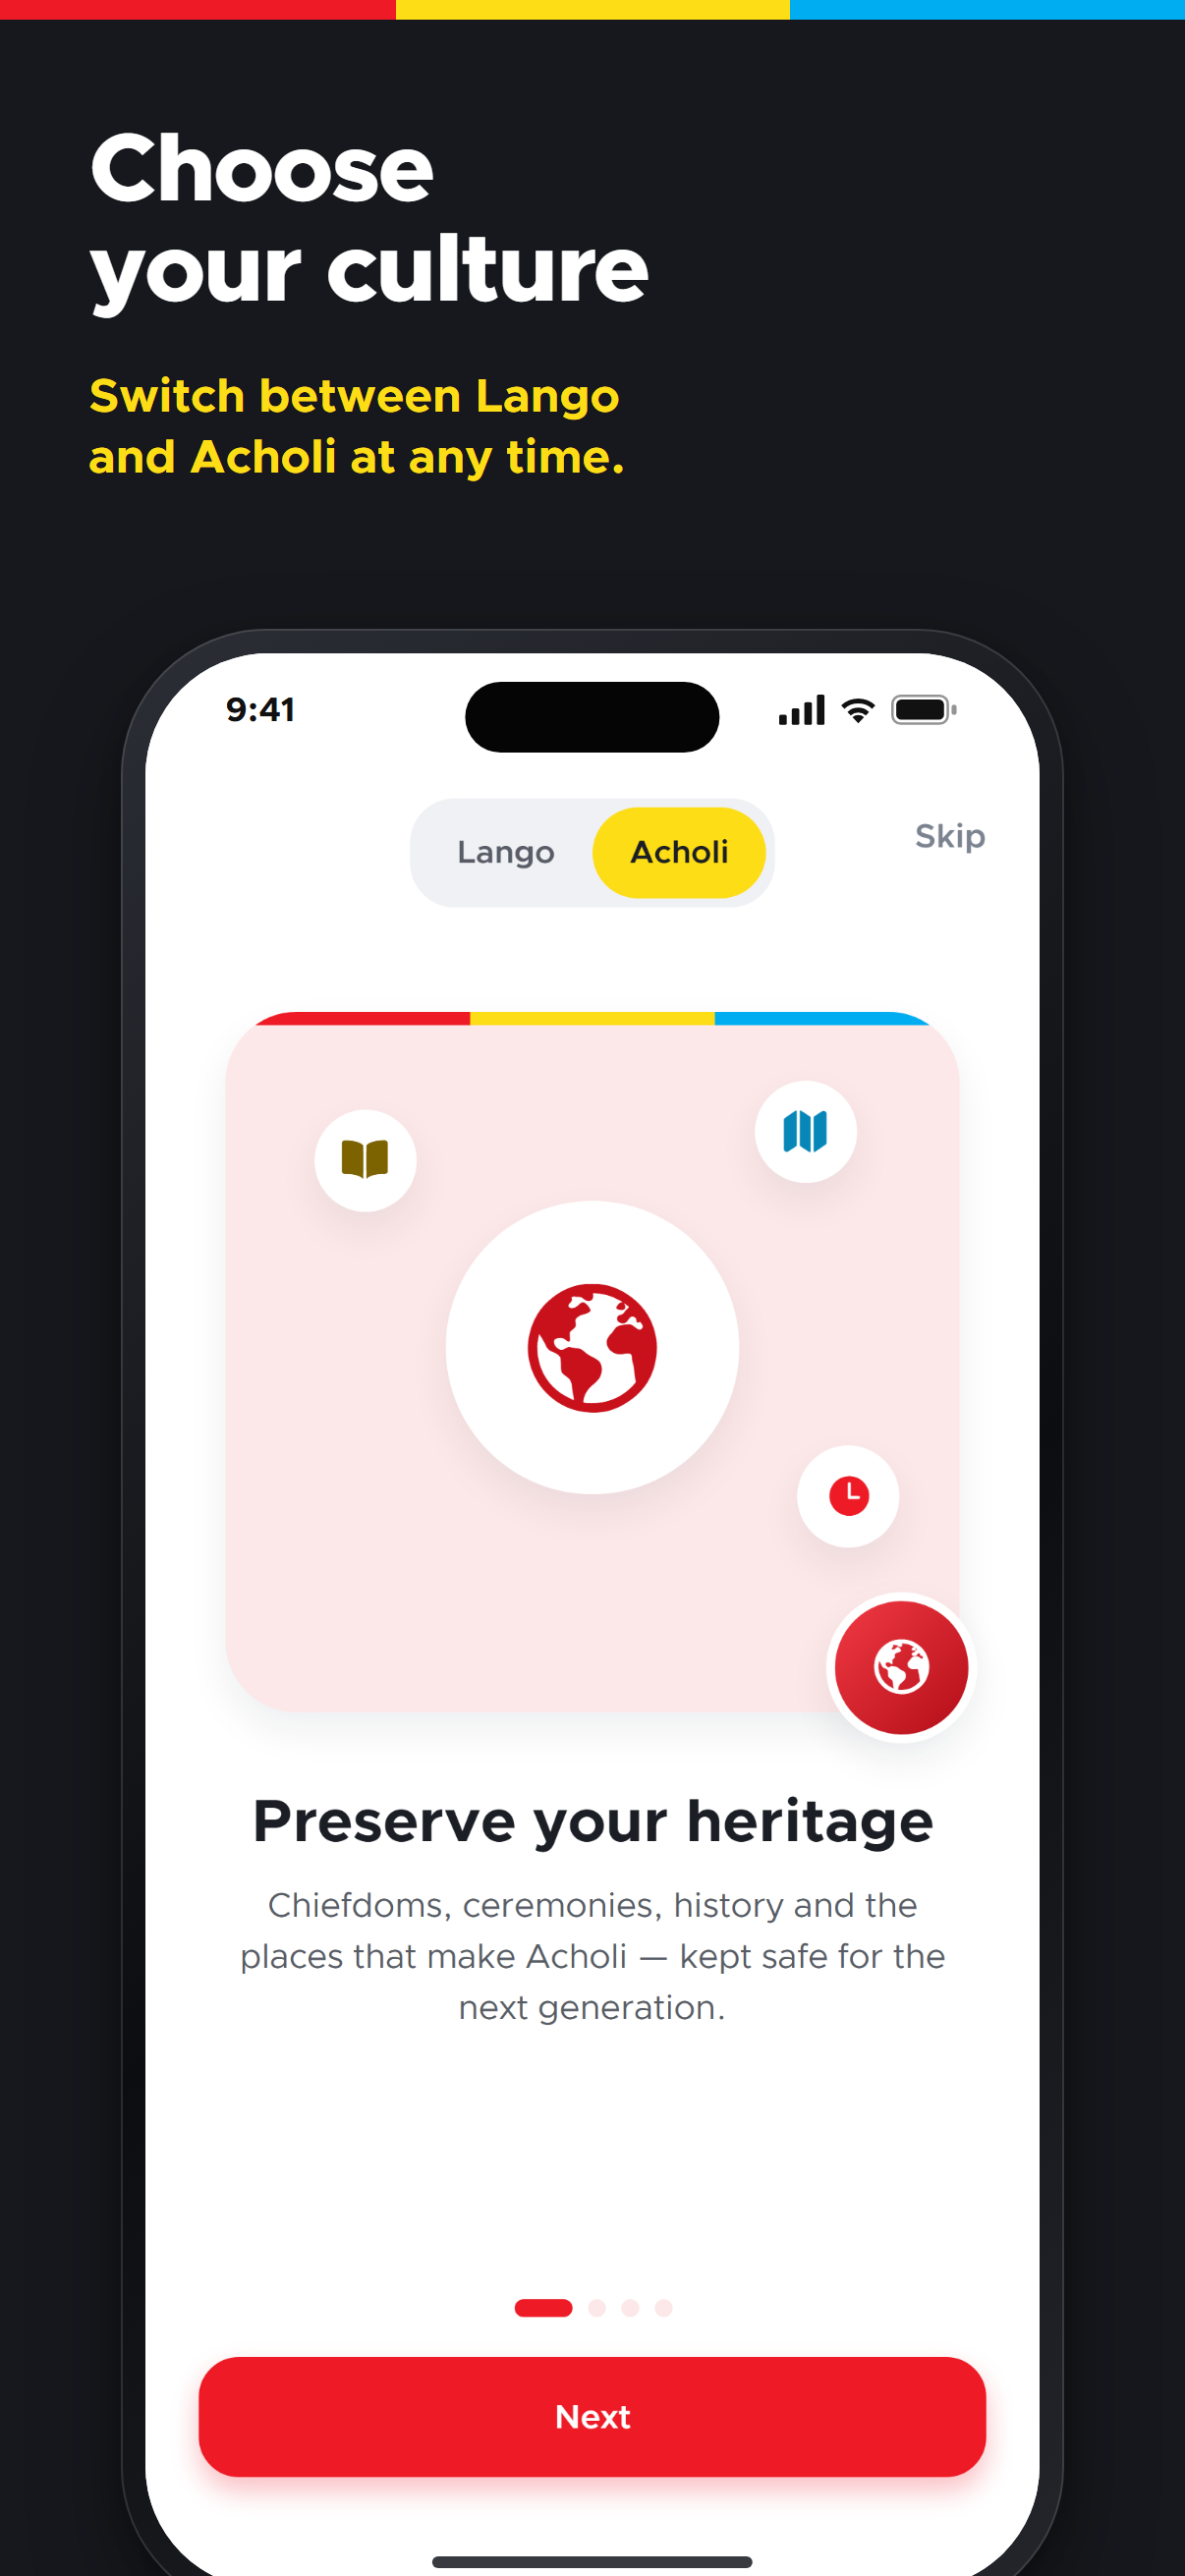 Choose
your culture
Switch between Lango
and Acholi at any time.
9:41
Lango
Acholi
Skip
Preserve your heritage
Chiefdoms, ceremonies, history and the
places that make Acholi — kept safe for the
next generation.
Next